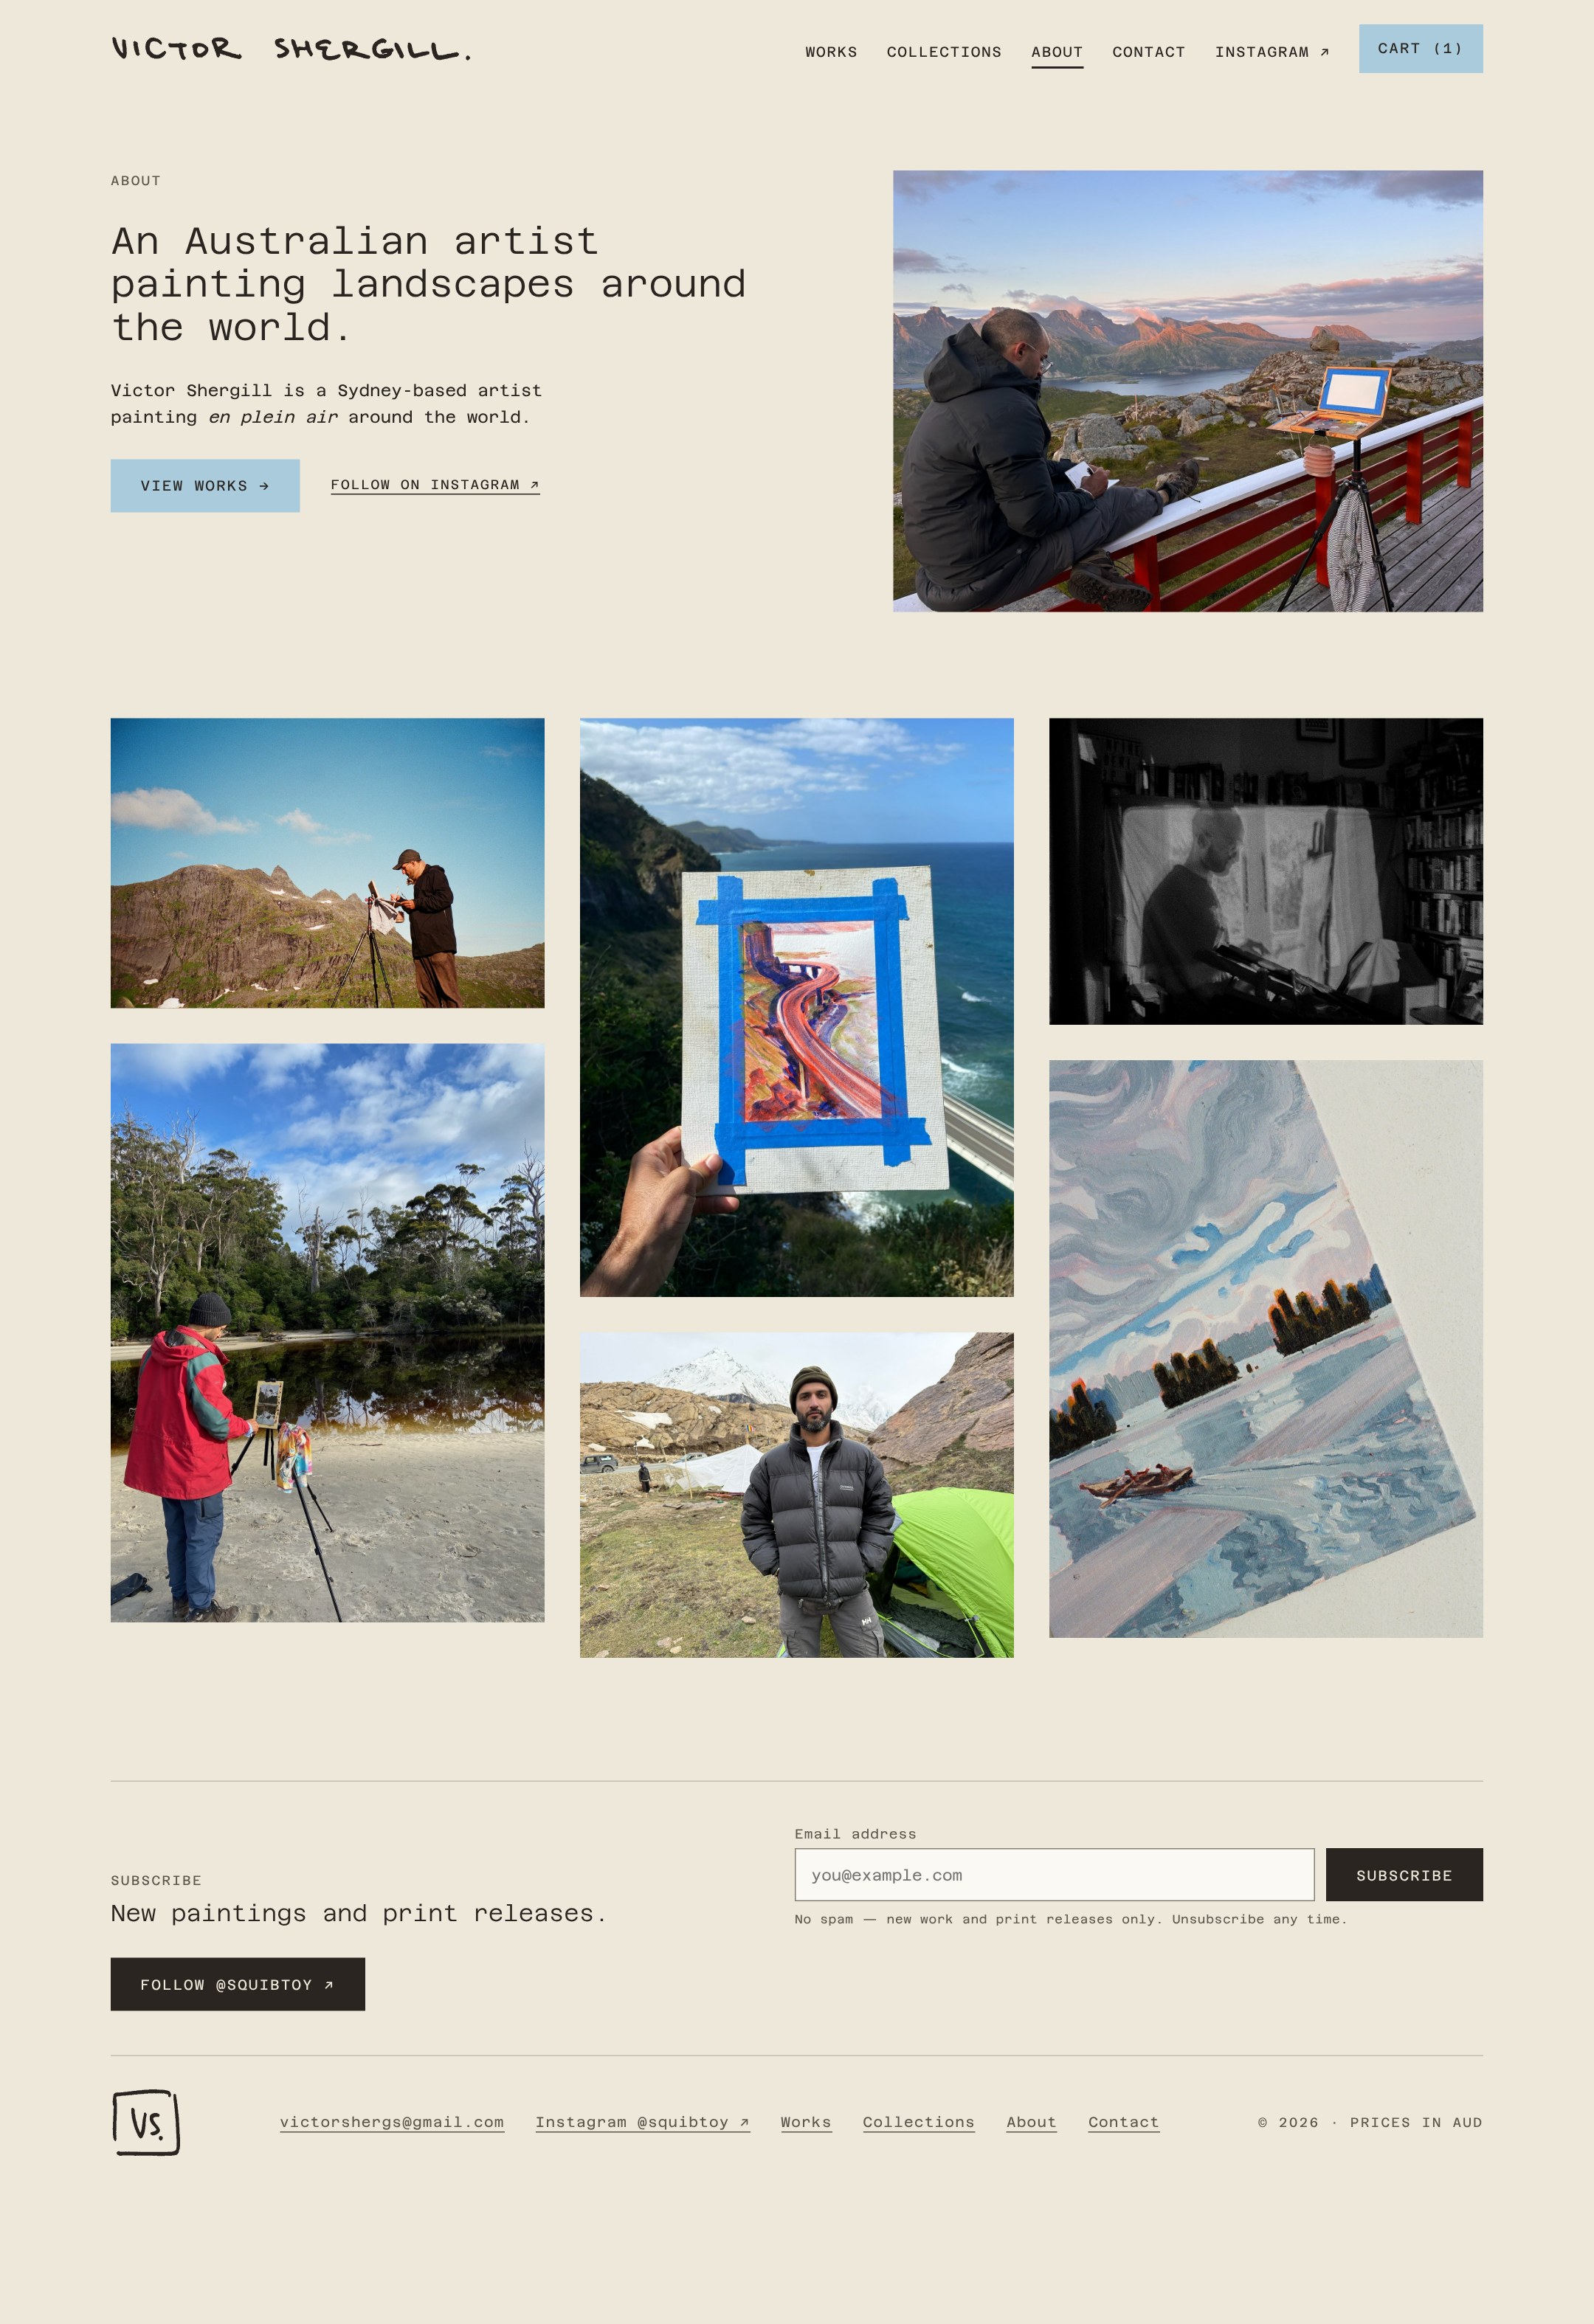 VICTOR SHERGILL.
WORKS COLLECTIONS ABOUT CONTACT INSTAGRAM ↗ CART (1)
ABOUT
An Australian artist
painting landscapes around
the world.
Victor Shergill is a Sydney-based artist
painting en plein air around the world.
VIEW WORKS → FOLLOW ON INSTAGRAM ↗
HH
Email address
you@example.com SUBSCRIBE
No spam — new work and print releases only. Unsubscribe any time.
SUBSCRIBE
New paintings and print releases.
FOLLOW @SQUIBTOY ↗
VS.
victorshergs@gmail.com Instagram @squibtoy ↗ Works Collections About Contact © 2026 · PRICES IN AUD